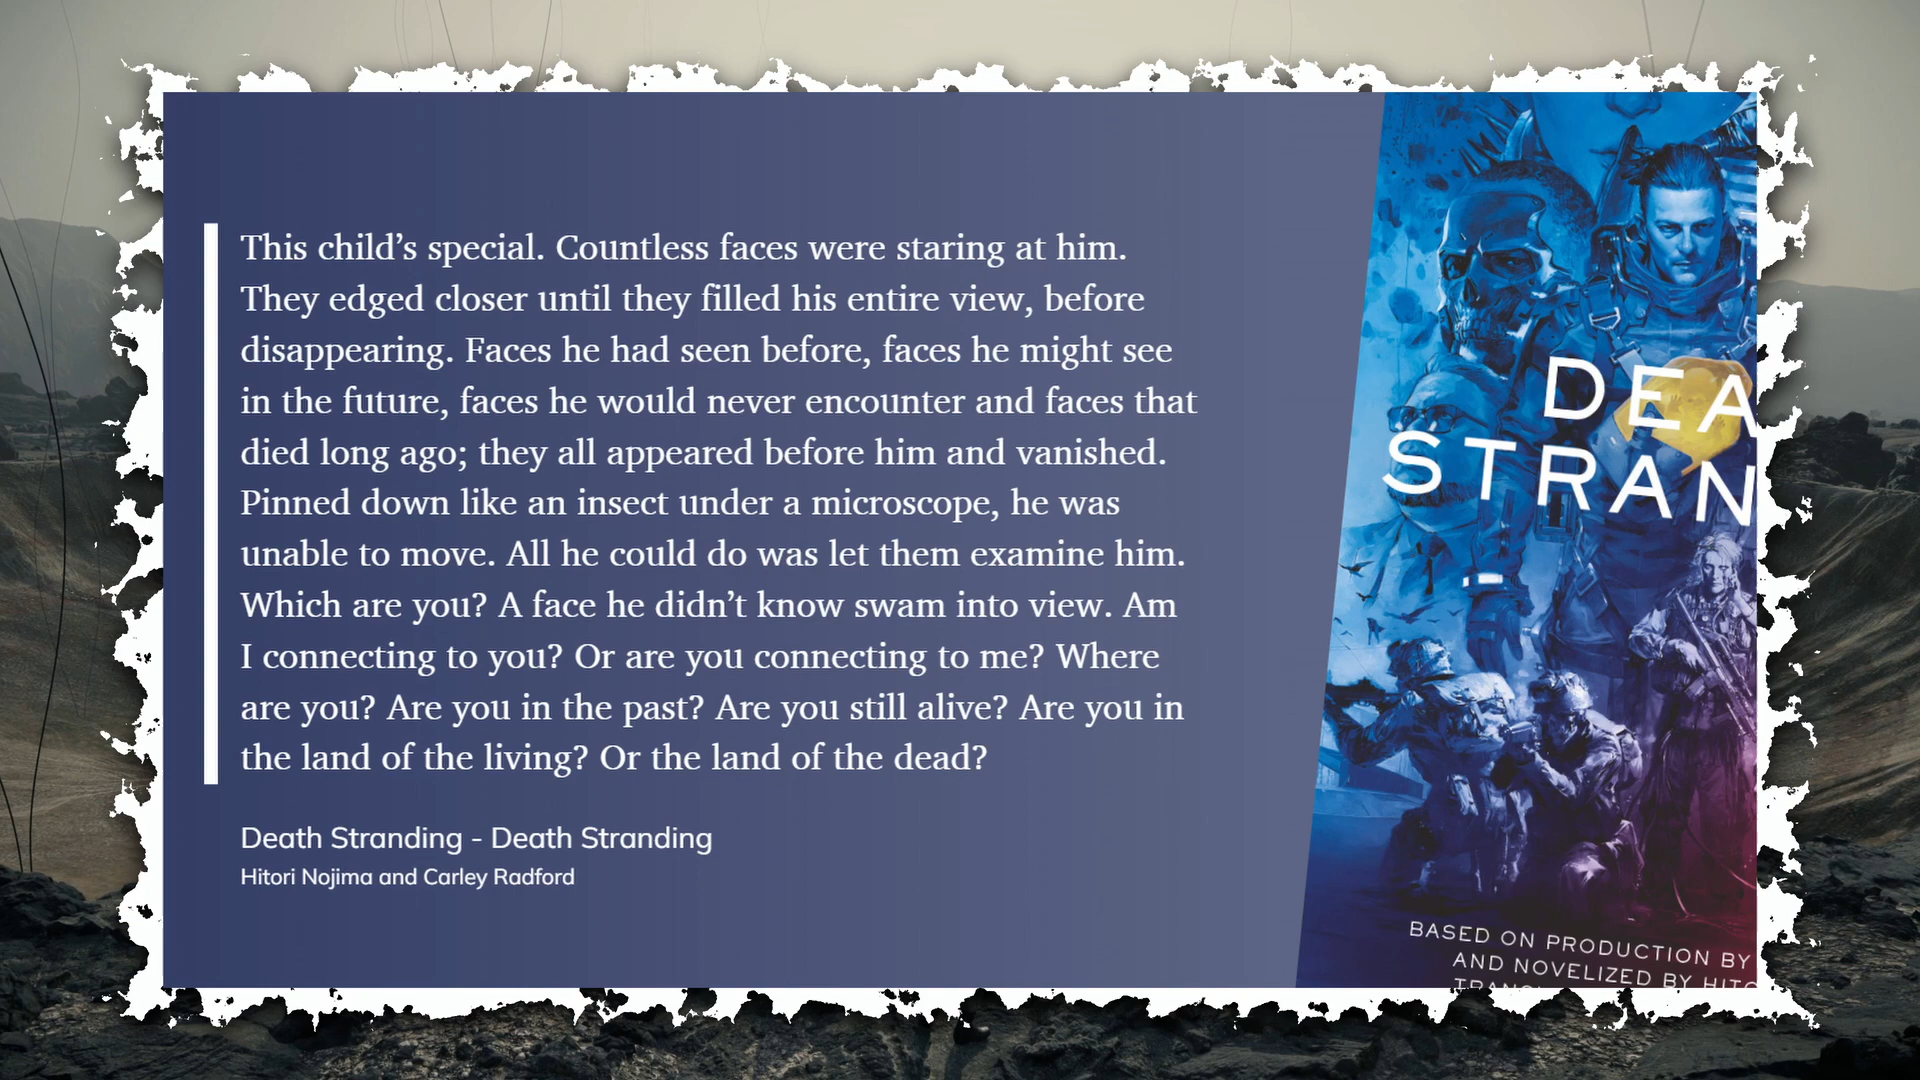 This child’s special. Countless faces were staring at him.
They edged closer until they filled his entire view, before
disappearing. Faces he had seen before, faces he might see
in the future, faces he would never encounter and faces that
died long ago; they all appeared before him and vanished.
Pinned down like an insect under a microscope, he was
unable to move. All he could do was let them examine him.
Which are you? A face he didn’t know swam into view. Am
I connecting to you? Or are you connecting to me? Where
are you? Are you in the past? Are you still alive? Are you in
the land of the living? Or the land of the dead?
Death Stranding - Death Stranding
Hitori Nojima and Carley Radford
DEA
STRAN
BASED ON PRODUCTION BY
AND NOVELIZED BY HITO